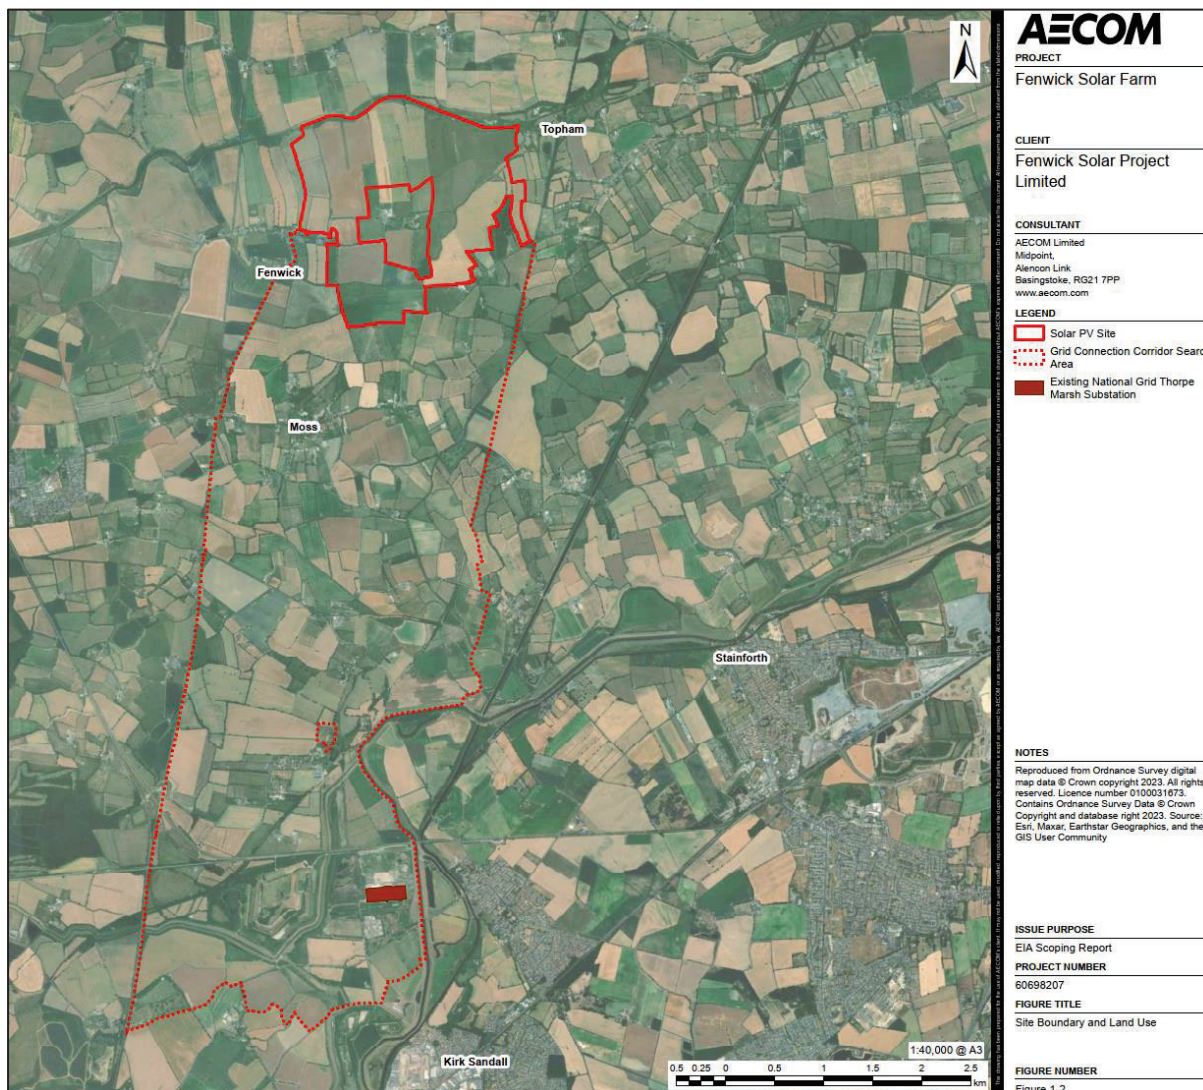 N
Topham
Fenwick
Moss
Stainforth
Kirk Sandall
1:40,000 @ A3
0.5 0.25 0 0.5 1 1.5 2 2.5
km
AECOM
PROJECT
Fenwick Solar Farm
CLIENT
Fenwick Solar Project
Limited
CONSULTANT
AECOM Limited
Midpoint,
Alencon Link
Basingstoke, RG21 7PP
www.aecom.com
LEGEND
Solar PV Site
Grid Connection Corridor Searc
Area
Existing National Grid Thorpe
Marsh Substation
NOTES
Reproduced from Ordnance Survey digital
map data © Crown copyright 2023. All rights
reserved. Licence number 0100031673.
Contains Ordnance Survey Data © Crown
Copyright and database right 2023. Source:
Esri, Maxar, Earthstar Geographics, and the
GIS User Community
ISSUE PURPOSE
EIA Scoping Report
PROJECT NUMBER
60698207
FIGURE TITLE
Site Boundary and Land Use
FIGURE NUMBER
Figure 1-2